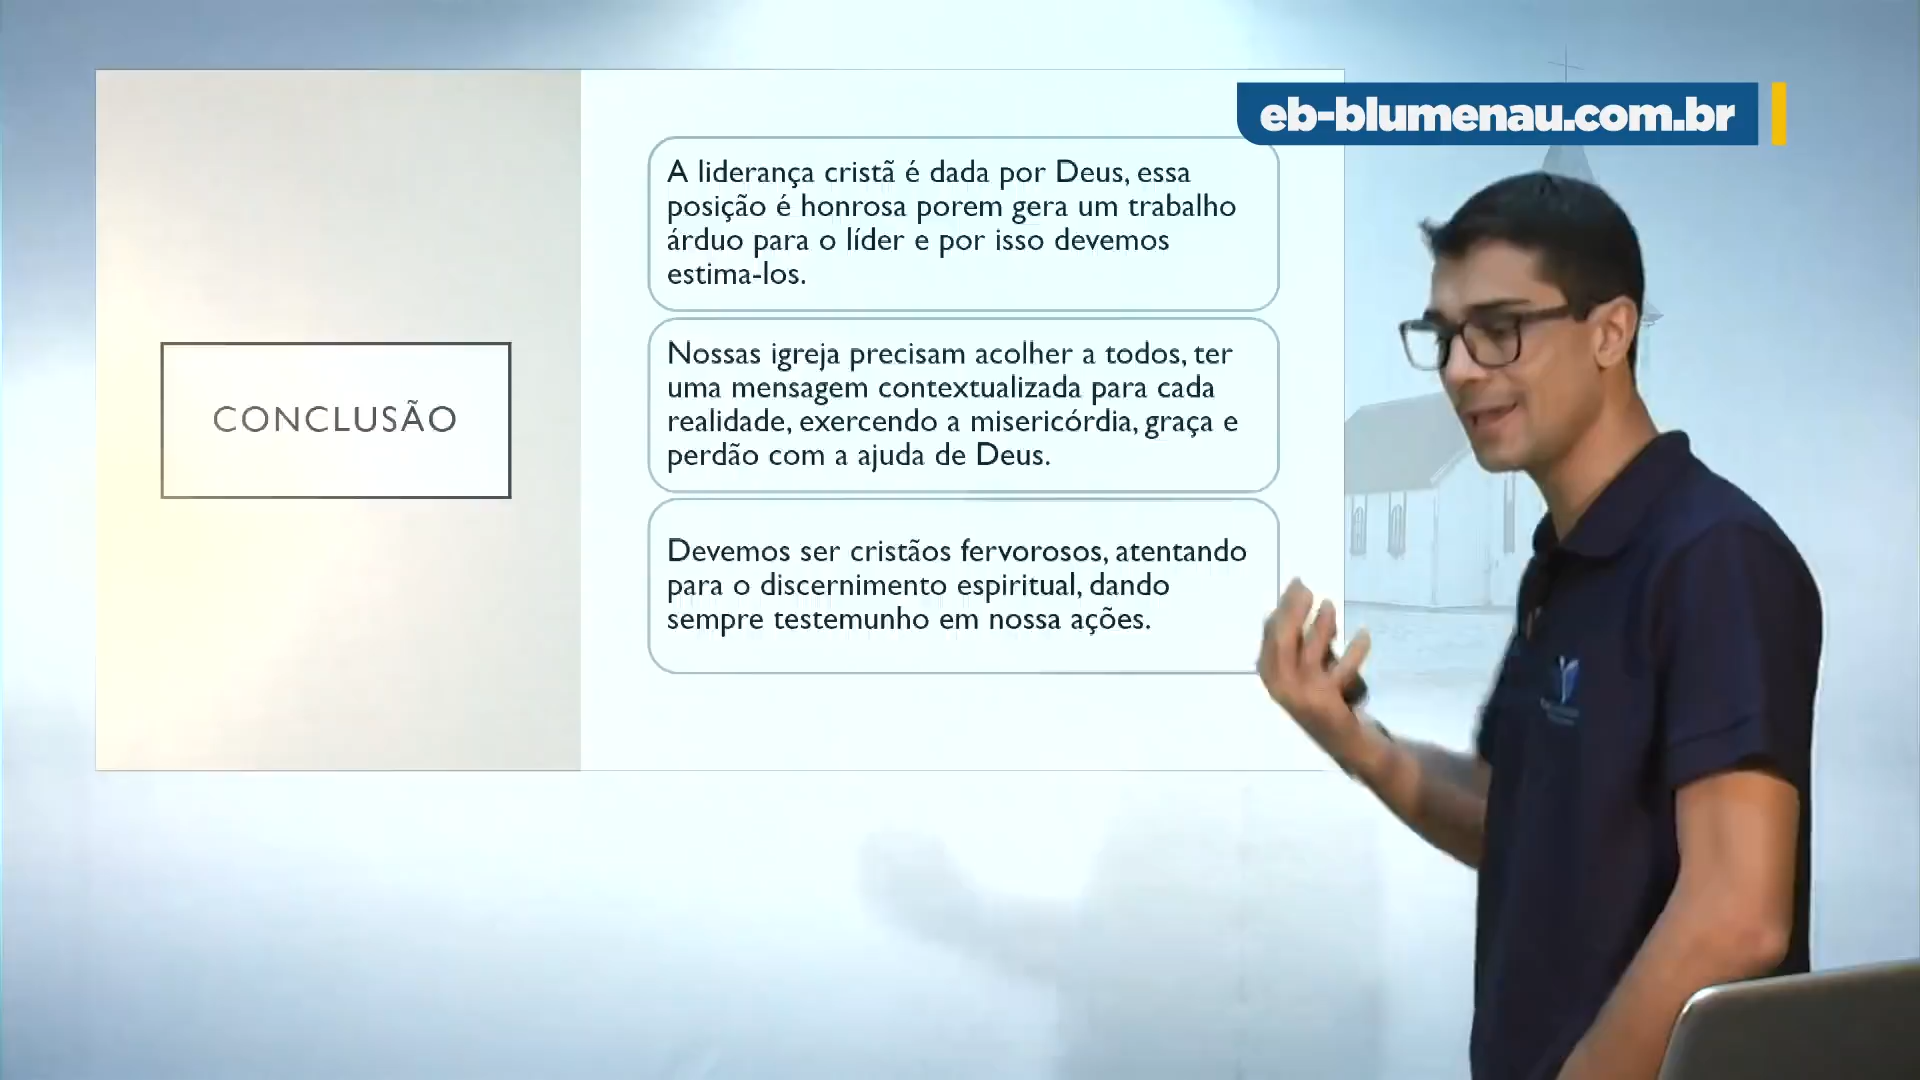 eb-blumenau.com.br
CONCLUSÃO
A liderança cristã é dada por Deus, essa
posição é honrosa porem gera um trabalho
árduo para o líder e por isso devemos
estima-los.
Nossas igreja precisam acolher a todos, ter
uma mensagem contextualizada para cada
realidade, exercendo a misericórdia, graça e
perdão com a ajuda de Deus.
Devemos ser cristãos fervorosos, atentando
para o discernimento espiritual, dando
sempre testemunho em nossa ações.